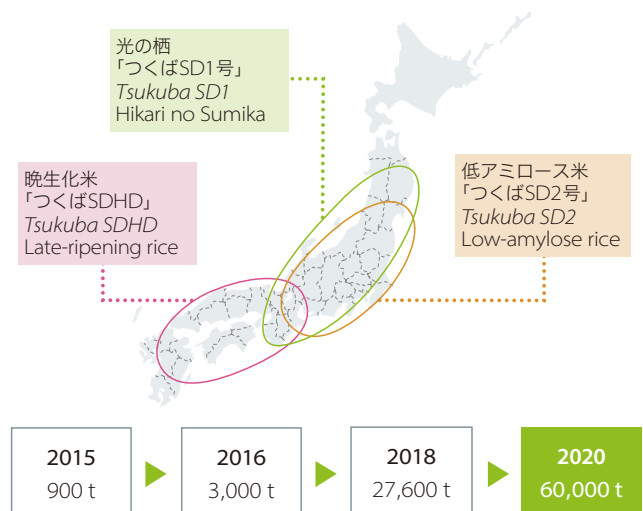 光の栖
「つくばSD1号」
Tsukuba SD1
Hikari no Sumika
晩生化米
「つくばSDHD」
Tsukuba SDHD
Late-ripening rice
低アミロース米
「つくばSD2号」
Tsukuba SD2
Low-amylose rice
2015
900 t
2016
3,000 t
2018
27,600 t
2020
60,000 t